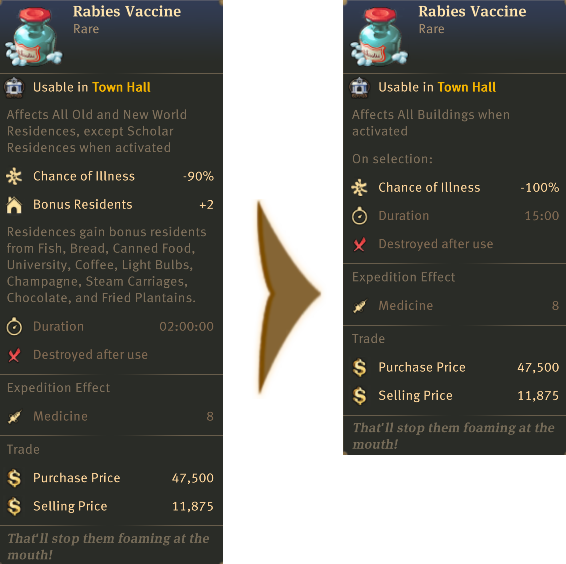 Rabies Vaccine
Rare
Usable in Town Hall
Affects All Old and New World
Residences, except Scholar
Residences when activated
Chance of Illness -90%
Bonus Residents +2
Residences gain bonus residents
from Fish, Bread, Canned Food,
University, Coffee, Light Bulbs,
Champagne, Steam Carriages,
Chocolate, and Fried Plantains.
Duration 02:00:00
Destroyed after use
Expedition Effect
Medicine 8
Trade
Purchase Price 47,500
Selling Price 11,875
That'll stop them foaming at the
mouth!
Rabies Vaccine
Rare
Usable in Town Hall
Affects All Buildings when
activated
On selection:
Chance of Illness -100%
Duration 15:00
Destroyed after use
Expedition Effect
Medicine 8
Trade
Purchase Price 47,500
Selling Price 11,875
That'll stop them foaming at the
mouth!